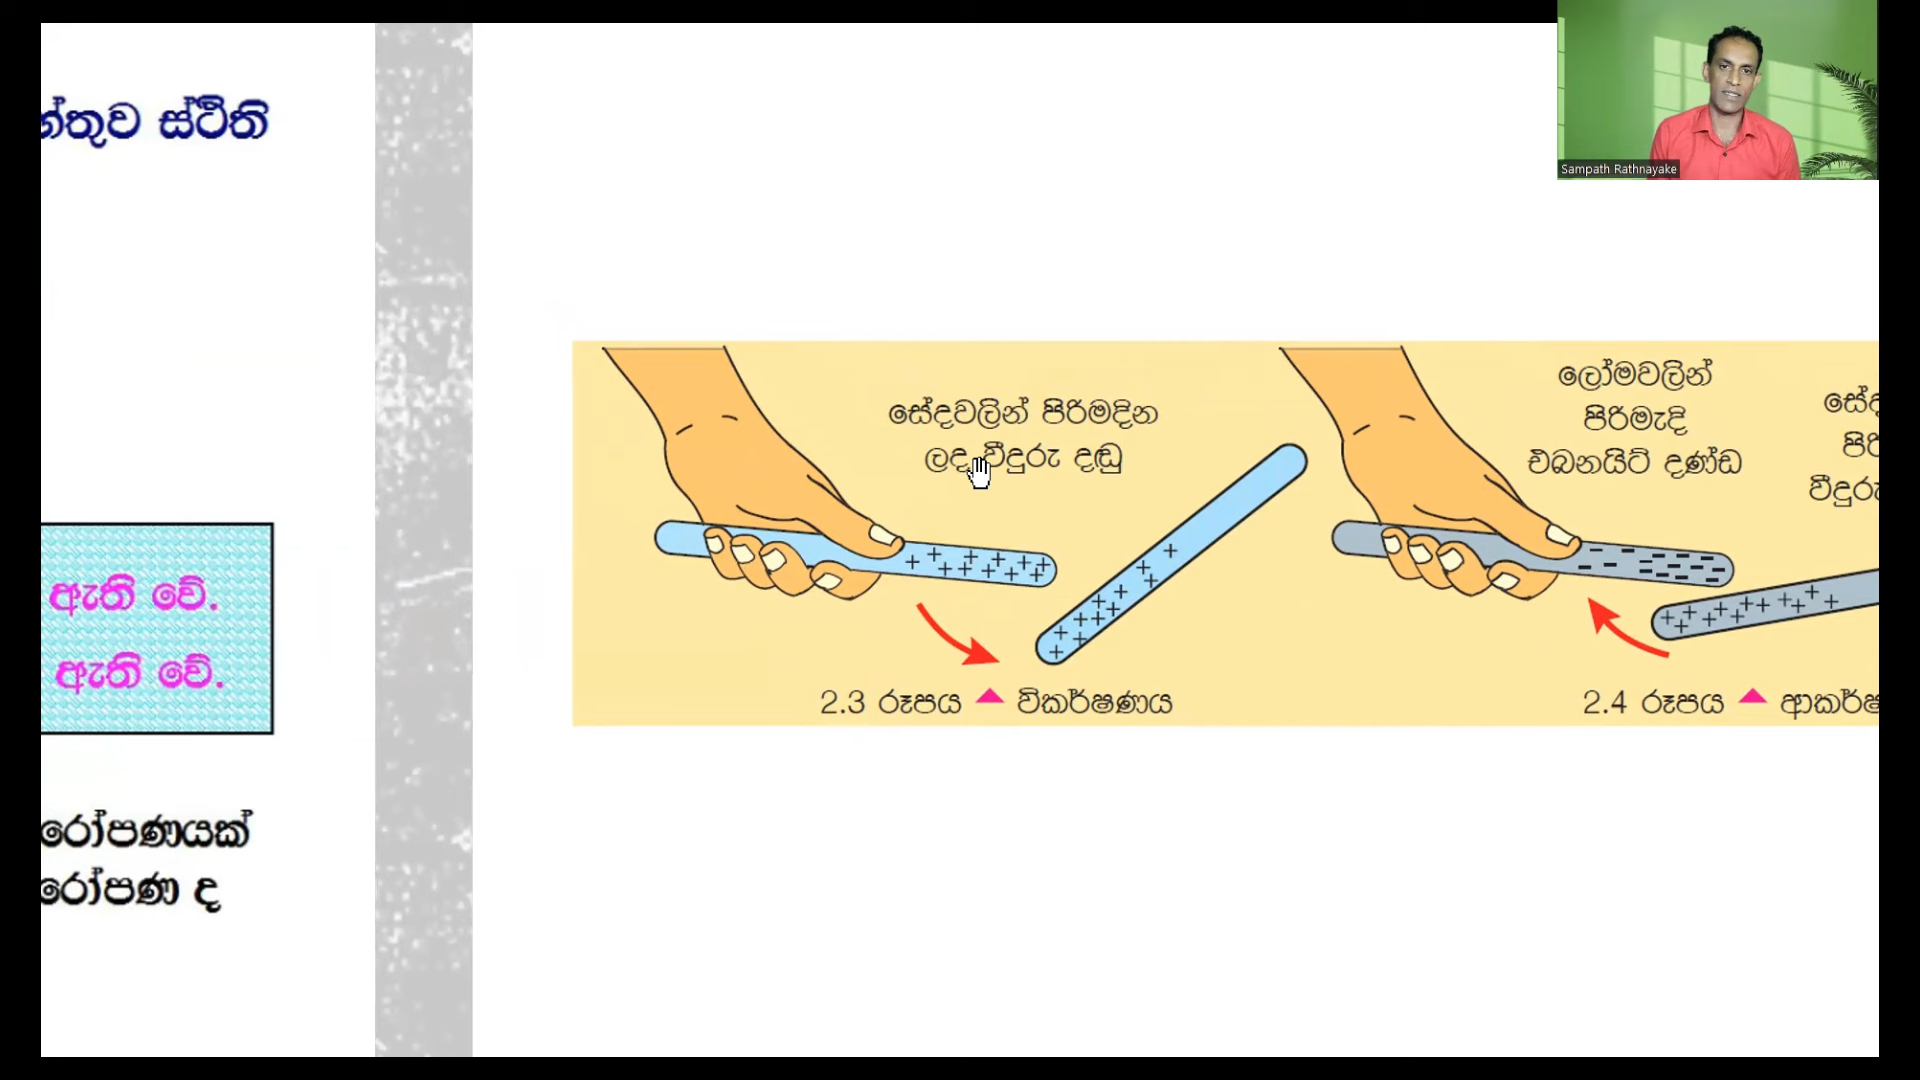 ස්ථිති
ඇති වේ.
ඇති වේ.
රෝපණයක්
රෝපණ ද
සේදවලින් පිරිමදින
ලද වීදුරු දඬු
2.3 රූපය ▲ විකර්ෂණය
ලෝමවලින්
පිරිමැදි
එබනයිට් දණ්ඩ
වීදුරු
2.4 රූපය ▲
Sampath Rathnayake